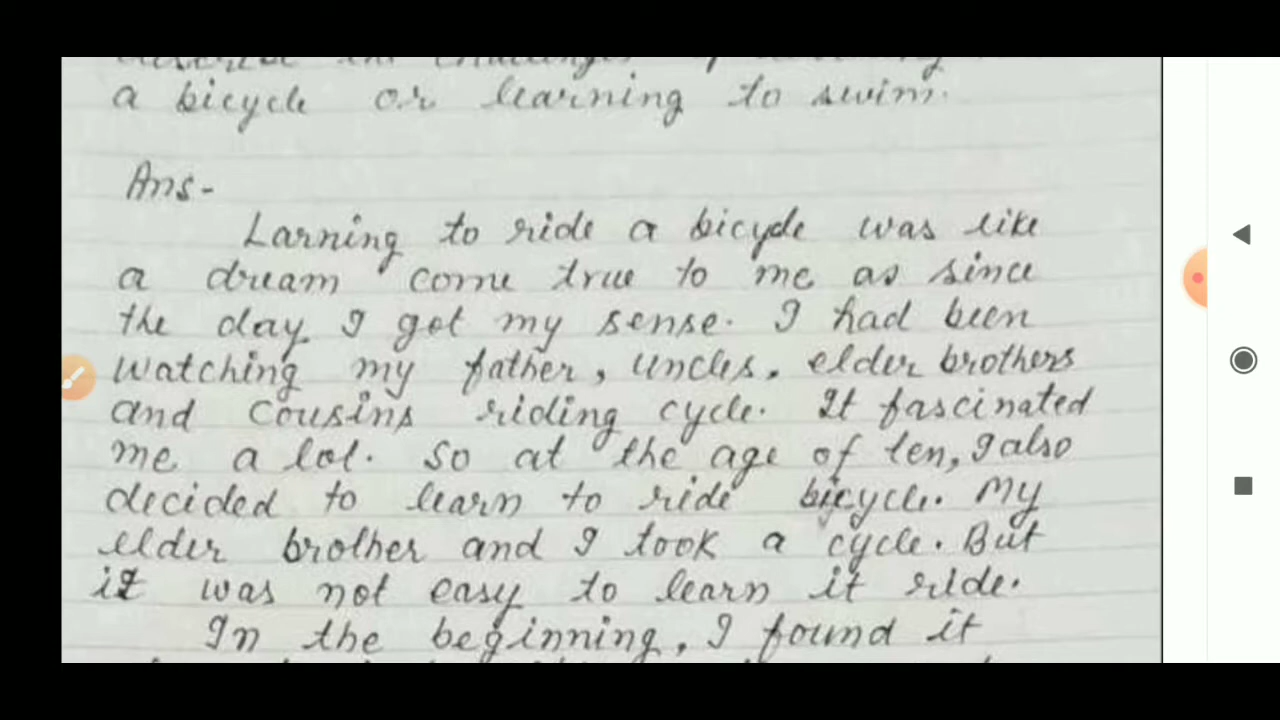 a bicycle or learning to swim.
Ans-
Larning to ride a bicycle was like
a dream come true to me as since
the day I got my sense. I had been
watching my father, uncles, elder brothers
and cousins riding cycle. It fascinated
me a lot. So at the age of ten, I also
decided to learn to ride bicycle. My
elder brother and I took a cycle. But
it was not easy to learn it ride.
In the beginning, I found it